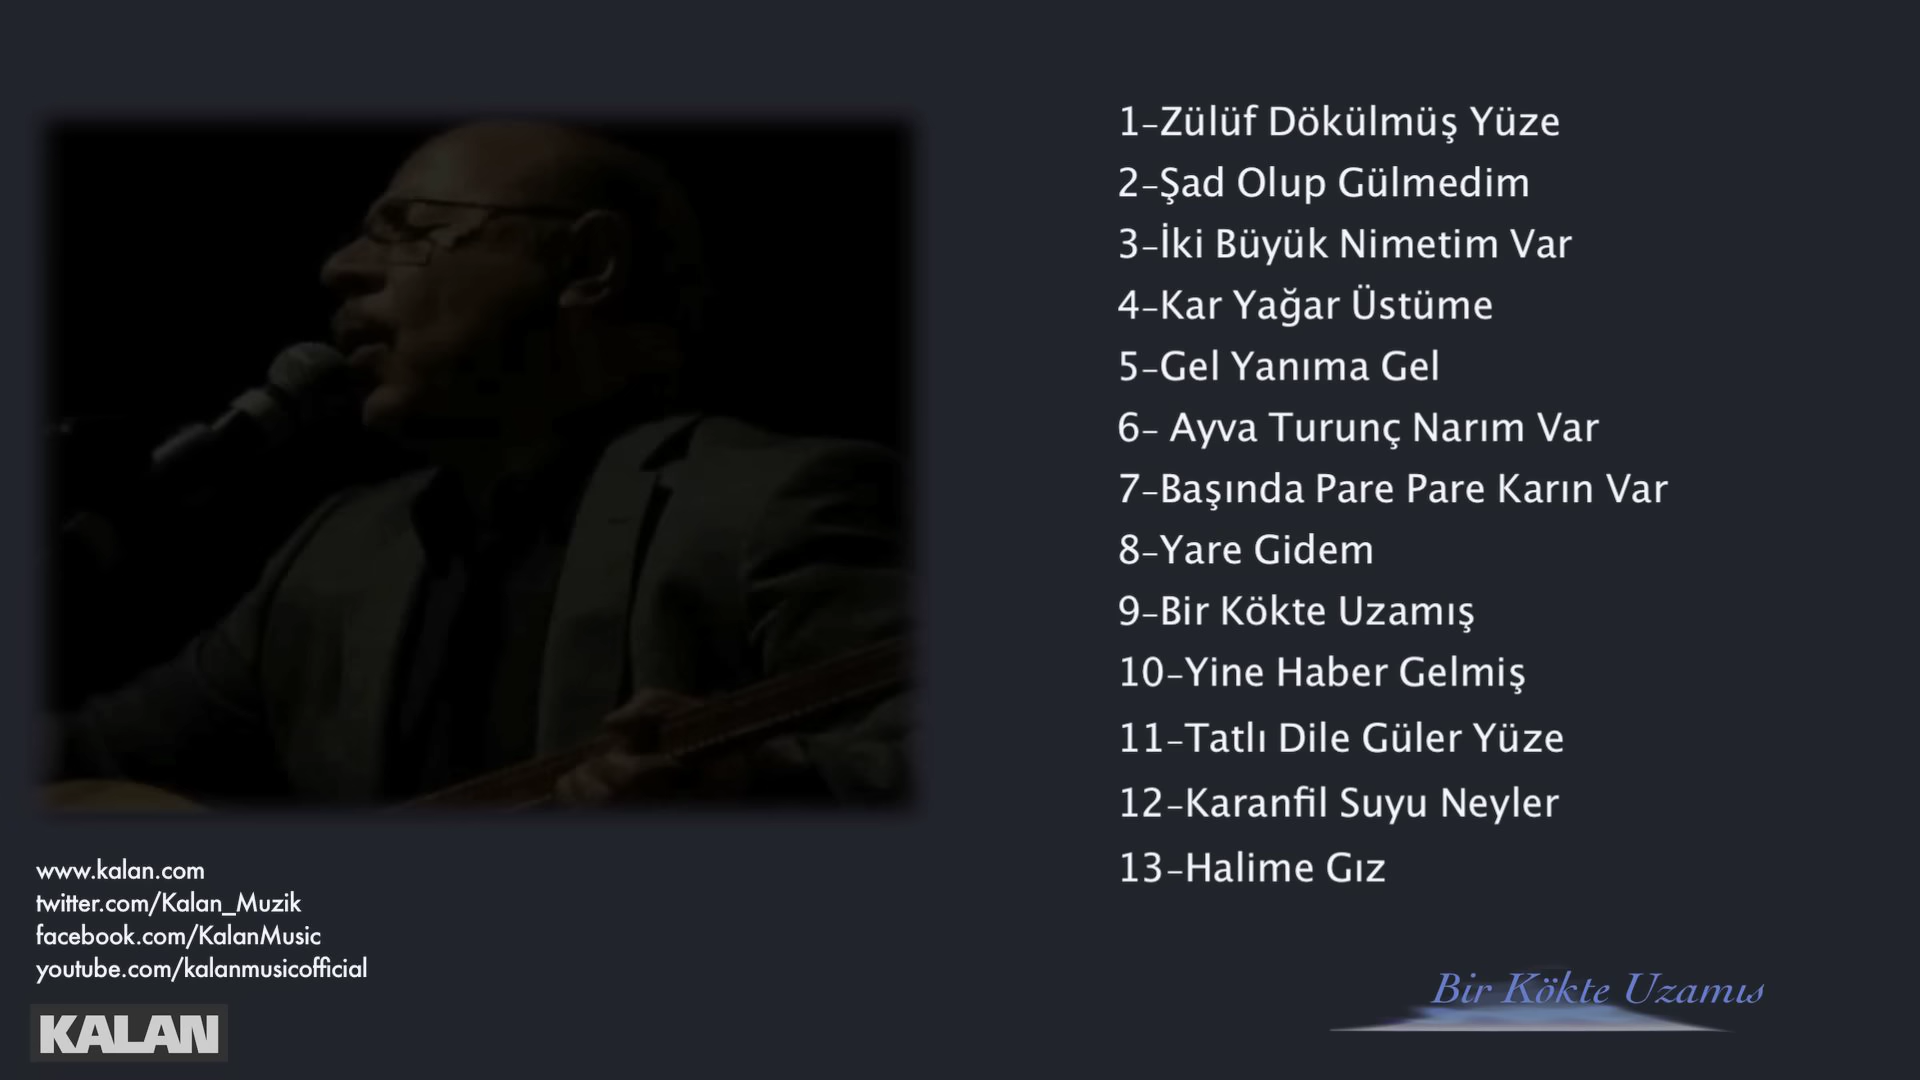 1-Zülüf Dökülmüş Yüze
2-Şad Olup Gülmedim
3-İki Büyük Nimetim Var
4-Kar Yağar Üstüme
5-Gel Yanıma Gel
6- Ayva Turunç Narım Var
7-Başında Pare Pare Karın Var
8-Yare Gidem
9-Bir Kökte Uzamış
10-Yine Haber Gelmiş
11-Tatlı Dile Güler Yüze
12-Karanfil Suyu Neyler
13-Halime Gız
www.kalan.com
twitter.com/Kalan_Muzik
facebook.com/KalanMusic
youtube.com/kalanmusicofficial
KALAN
Bir Kökte Uzamıs